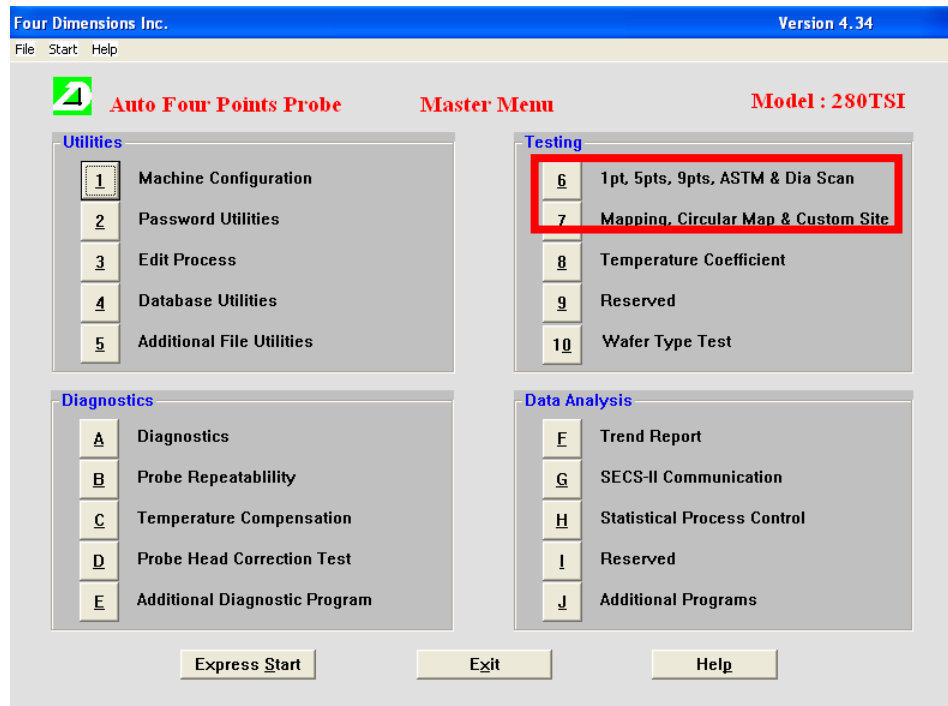 Four Dimensions Inc. Version 4.34
File Start Help
Auto Four Points Probe Master Menu Model : 280TSI
Utilities
1 Machine Configuration
2 Password Utilities
3 Edit Process
4 Database Utilities
5 Additional File Utilities
Testing
6 1pt, 5pts, 9pts, ASTM & Dia Scan
7 Mapping, Circular Map & Custom Site
8 Temperature Coefficient
9 Reserved
10 Wafer Type Test
Diagnostics
A Diagnostics
B Probe Repeatablility
C Temperature Compensation
D Probe Head Correction Test
E Additional Diagnostic Program
Data Analysis
F Trend Report
G SECS-II Communication
H Statistical Process Control
I Reserved
J Additional Programs
Express Start Exit Help